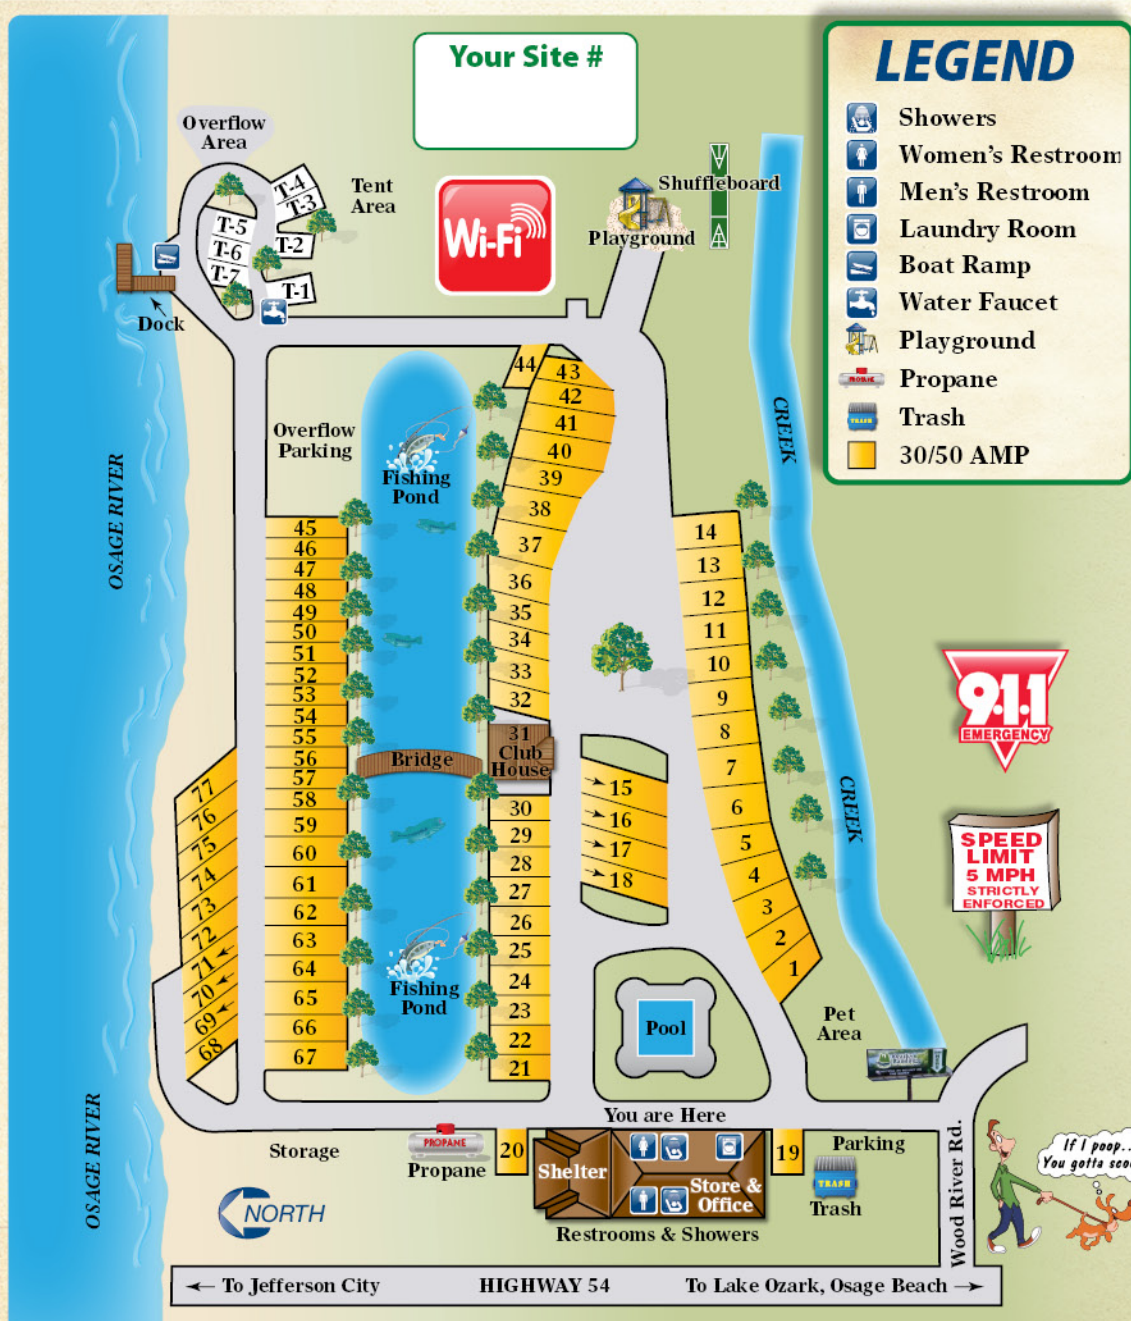 Your Site #
LEGEND
Showers
Women's Restroom
Men's Restroom
Laundry Room
Boat Ramp
Water Faucet
Playground
PROPANE
Propane
TRASH
Trash
30/50 AMP
Overflow
Area
T-4
T-3
T-5
T-6
T-7
T-2
T-1
Tent
Area
Wi-Fi
Shuffleboard
Playground
Dock
OSAGE RIVER
Overflow
Parking
Fishing
Pond
44
43
42
41
40
39
38
37
36
35
34
33
32
31
Club
House
Bridge
30
29
28
27
26
25
24
23
22
21
45
46
47
48
49
50
51
52
53
54
55
56
57
58
59
60
61
62
63
64
65
66
67
77
76
75
74
73
72
71
70
69
68
Fishing
Pond
CREEK
14
13
12
11
10
9
8
7
6
5
4
3
2
1
15
16
17
18
CREEK
9-1-1
EMERGENCY
SPEED
LIMIT
5 MPH
STRICTLY
ENFORCED
Pool
Pet
Area
You are Here
OSAGE RIVER
Storage
PROPANE
Propane
20
Shelter
Store &
Office
19
Parking
TRASH
Trash
Restrooms & Showers
NORTH
Wood River Rd.
If I poop..
You gotta scoo
To Jefferson City
HIGHWAY 54
To Lake Ozark, Osage Beach